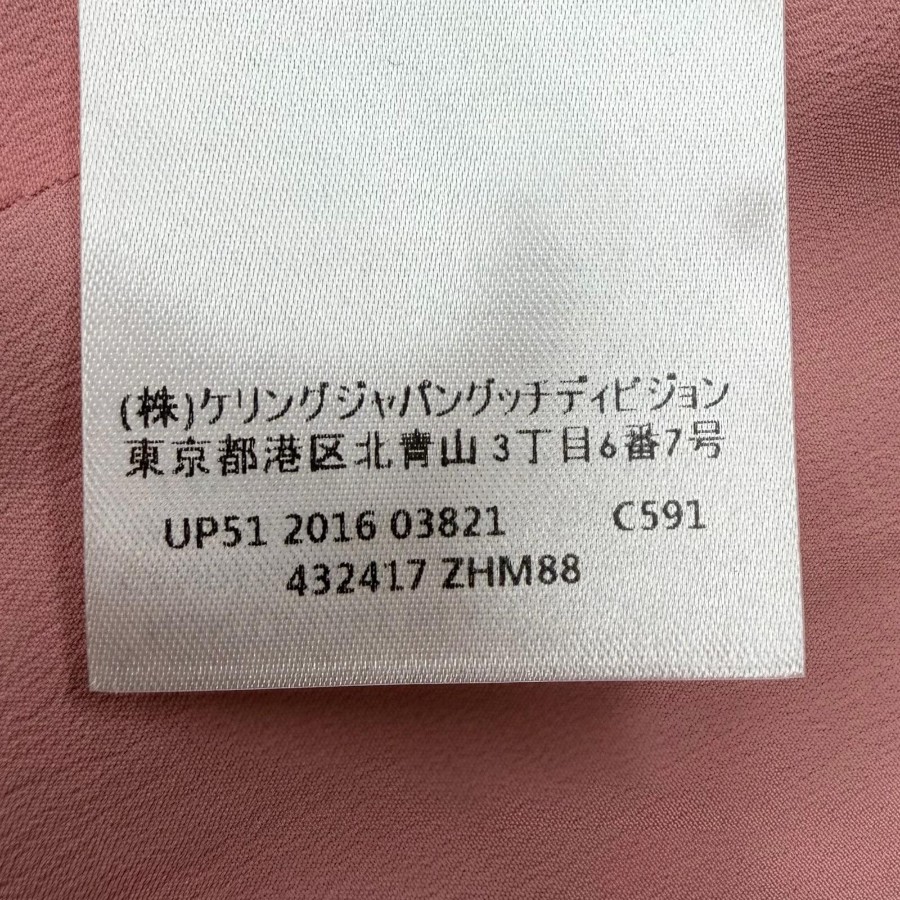 (株)ケリングジャパングッチディビジョン
東京都港区北青山3丁目6番7号
UP51 2016 03821 C591
432417 ZHM88